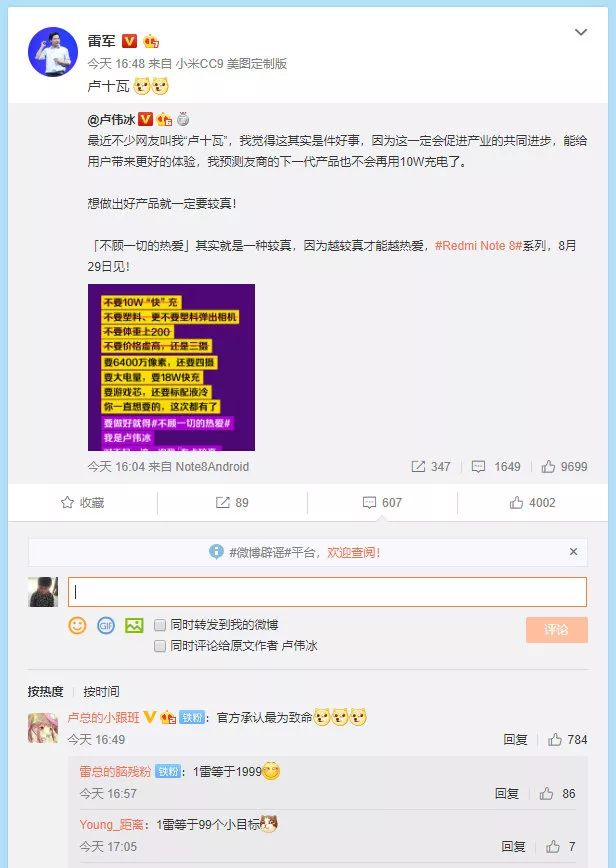 雷军
今天 16:48 来自 小米CC9 美图定制版
卢十瓦
@卢伟冰
最近不少网友叫我“卢十瓦”，我觉得这其实是件好事，因为这一定会促进产业的共同进步，能给
用户带来更好的体验，我预测友商的下一代产品也不会再用10W充电了。
想做出好产品就一定要较真！
「不顾一切的热爱」其实就是一种较真，因为越较真才能越热爱，#Redmi Note 8#系列，8月
29日见！
不要10W “快”充
不要塑料、更不要塑料弹出相机
不要体重上200
不要价格虚高，还是三摄
要6400万像素，还要四摄
要大电量，要18W快充
要游戏芯，还要标配液冷
你一直想要的，这次都有了
要做好就得#不顾一切的热爱#
我是卢伟冰
今天 16:04 来自 Note8Android 347 1649 9699
收藏 89 607 4002
#微博辟谣#平台，欢迎查阅！ ×
GIF 同时转发到我的微博 评论
同时评论给原文作者 卢伟冰
按热度 按时间
卢总的小跟班 铁粉：官方承认最为致命
今天 16:49 回复 784
雷总的脑残粉 铁粉：1雷等于1999
今天 16:57 回复 86
Young_距离：1雷等于99个小目标
今天 17:05 回复 7